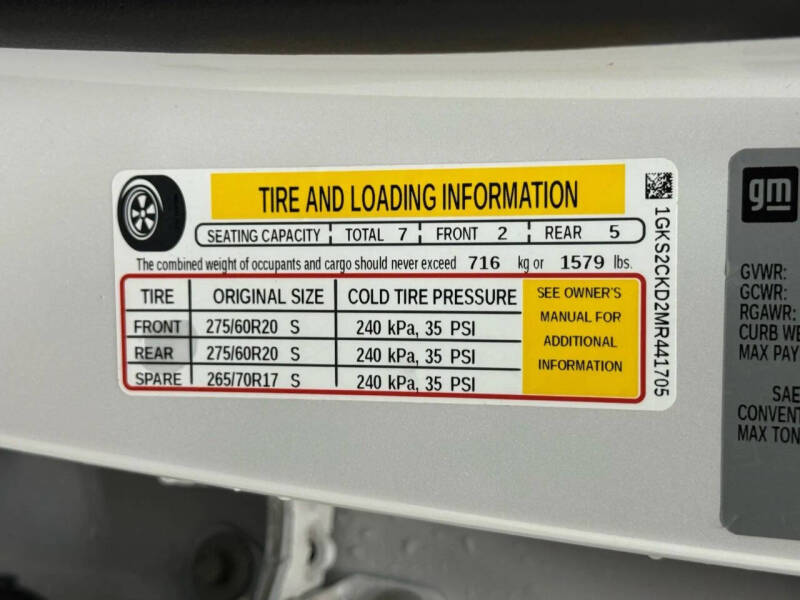 TIRE AND LOADING INFORMATION
SEATING CAPACITY TOTAL 7 FRONT 2 REAR 5
The combined weight of occupants and cargo should never exceed 716 kg or 1579 lbs.
TIRE ORIGINAL SIZE COLD TIRE PRESSURE
FRONT 275/60R20 S 240 kPa, 35 PSI
REAR 275/60R20 S 240 kPa, 35 PSI
SPARE 265/70R17 S 240 kPa, 35 PSI
SEE OWNER'S
MANUAL FOR
ADDITIONAL
INFORMATION
1GKS2CKD2MR441705
gm
GVWR:
GCWR:
RGAWR:
CURB WE
MAX PAY
SAE
CONVENT
MAX TON